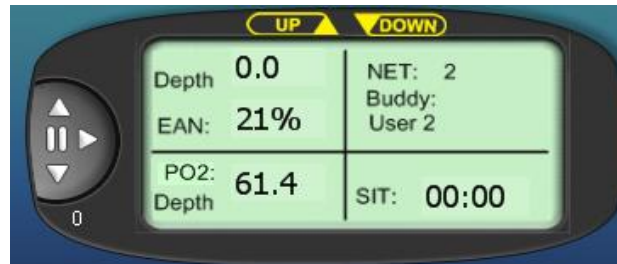 UP DOWN
Depth 0.0
EAN: 21%
NET: 2
Buddy:
User 2
PO2:
Depth 61.4
SIT: 00:00
0